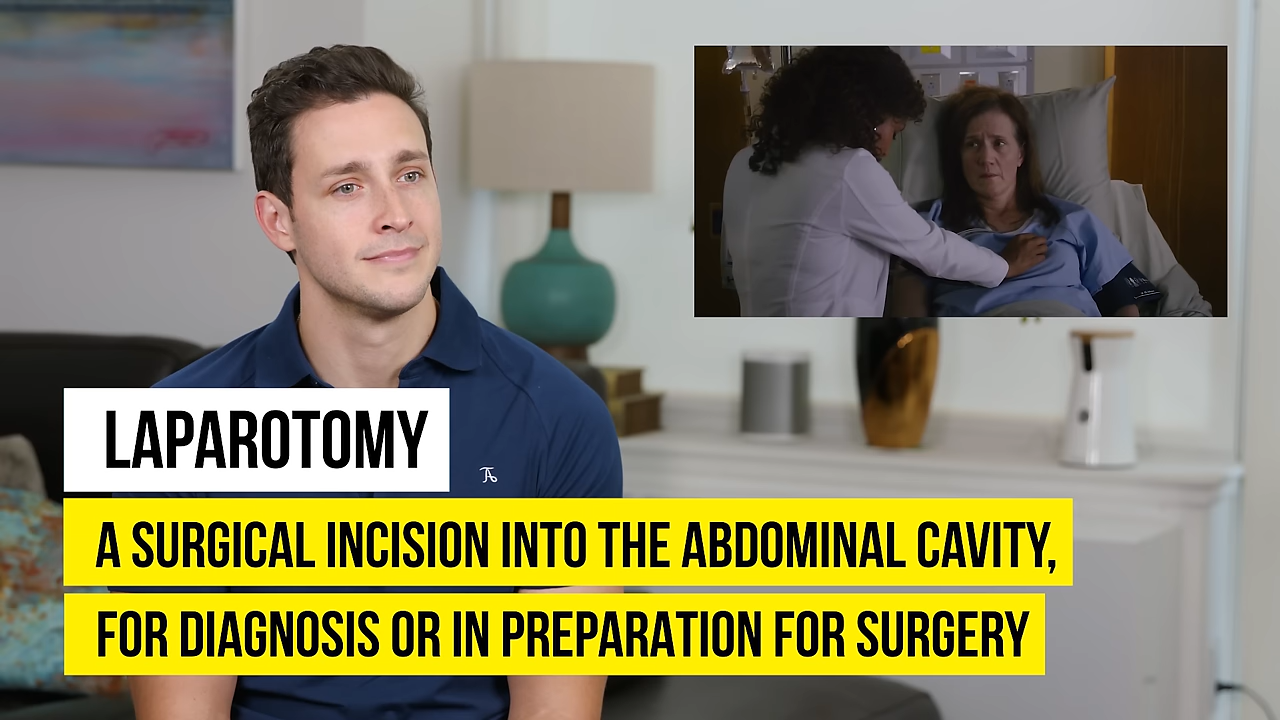 LAPAROTOMY
A SURGICAL INCISION INTO THE ABDOMINAL CAVITY,
FOR DIAGNOSIS OR IN PREPARATION FOR SURGERY